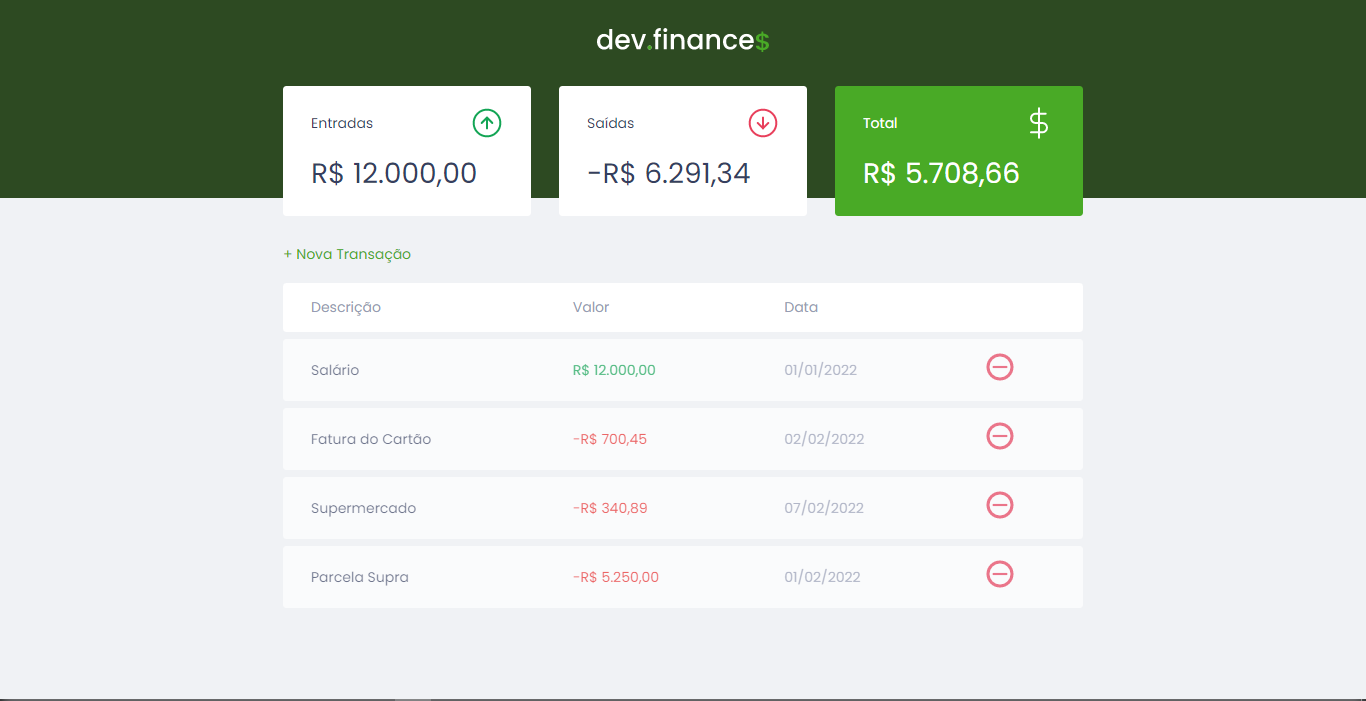 dev.finance$
Entradas
R$ 12.000,00
Saídas
-R$ 6.291,34
Total
$
R$ 5.708,66
+ Nova Transação
Descrição Valor Data
Salário R$ 12.000,00 01/01/2022
Fatura do Cartão -R$ 700,45 02/02/2022
Supermercado -R$ 340,89 07/02/2022
Parcela Supra -R$ 5.250,00 01/02/2022